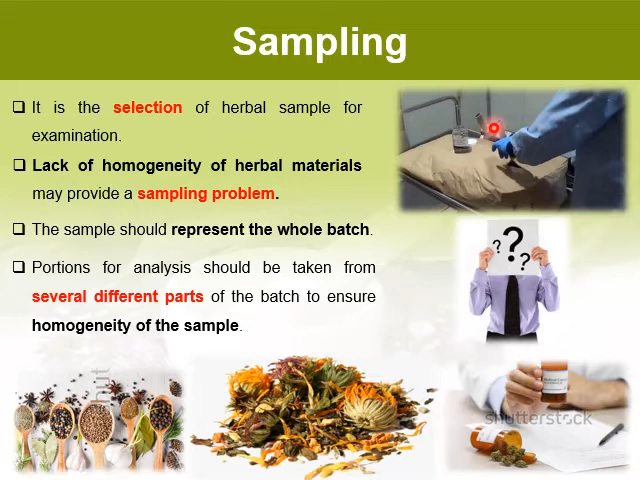 Sampling
❑ It is the selection of herbal sample for
examination.
❑ Lack of homogeneity of herbal materials
may provide a sampling problem.
❑ The sample should represent the whole batch.
❑ Portions for analysis should be taken from
several different parts of the batch to ensure
homogeneity of the sample.
? ? ?
shutterstock